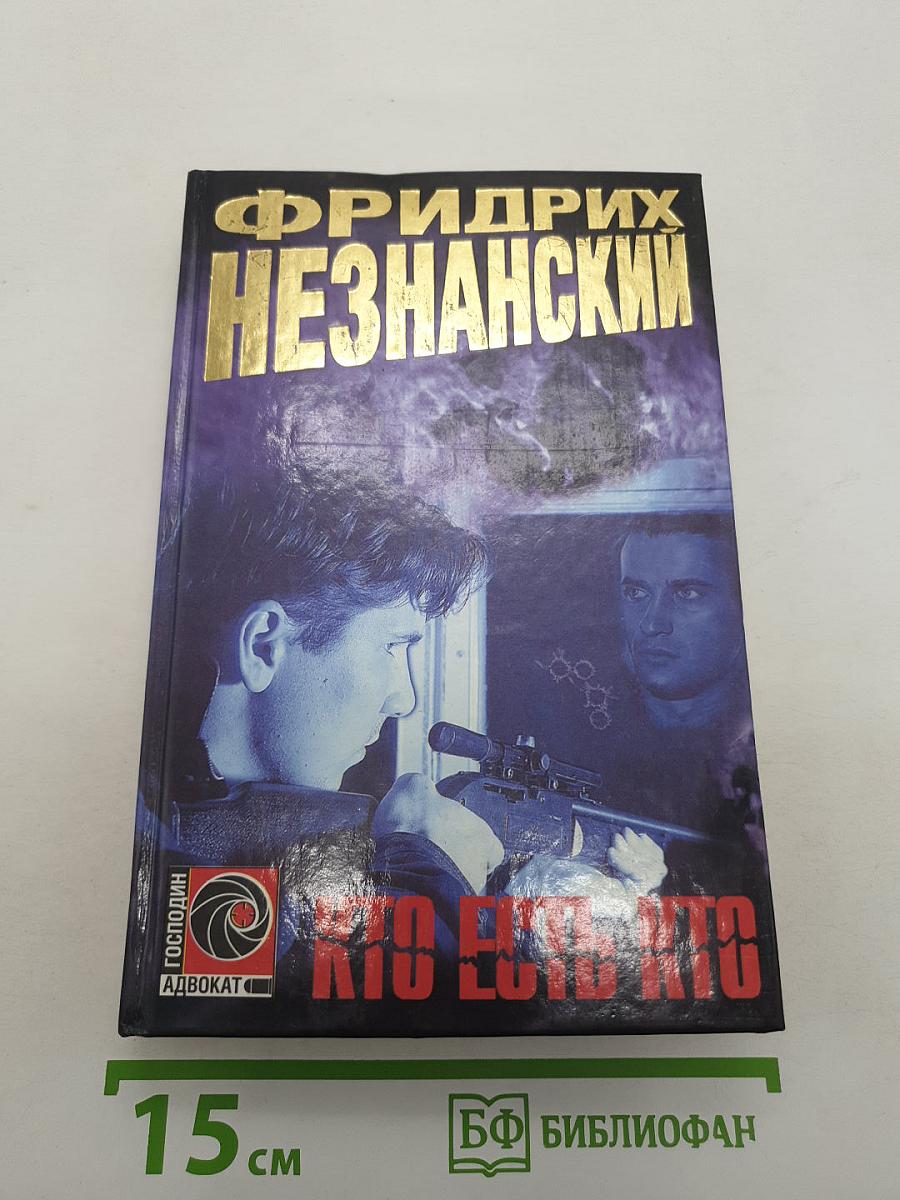 ФРИДРИХ
НЕЗНАНСКИЙ
ГОСПОДИН
АДВОКАТ
КТО ЕСТЬ КТО
15 см
БФ БИБЛИОФАН